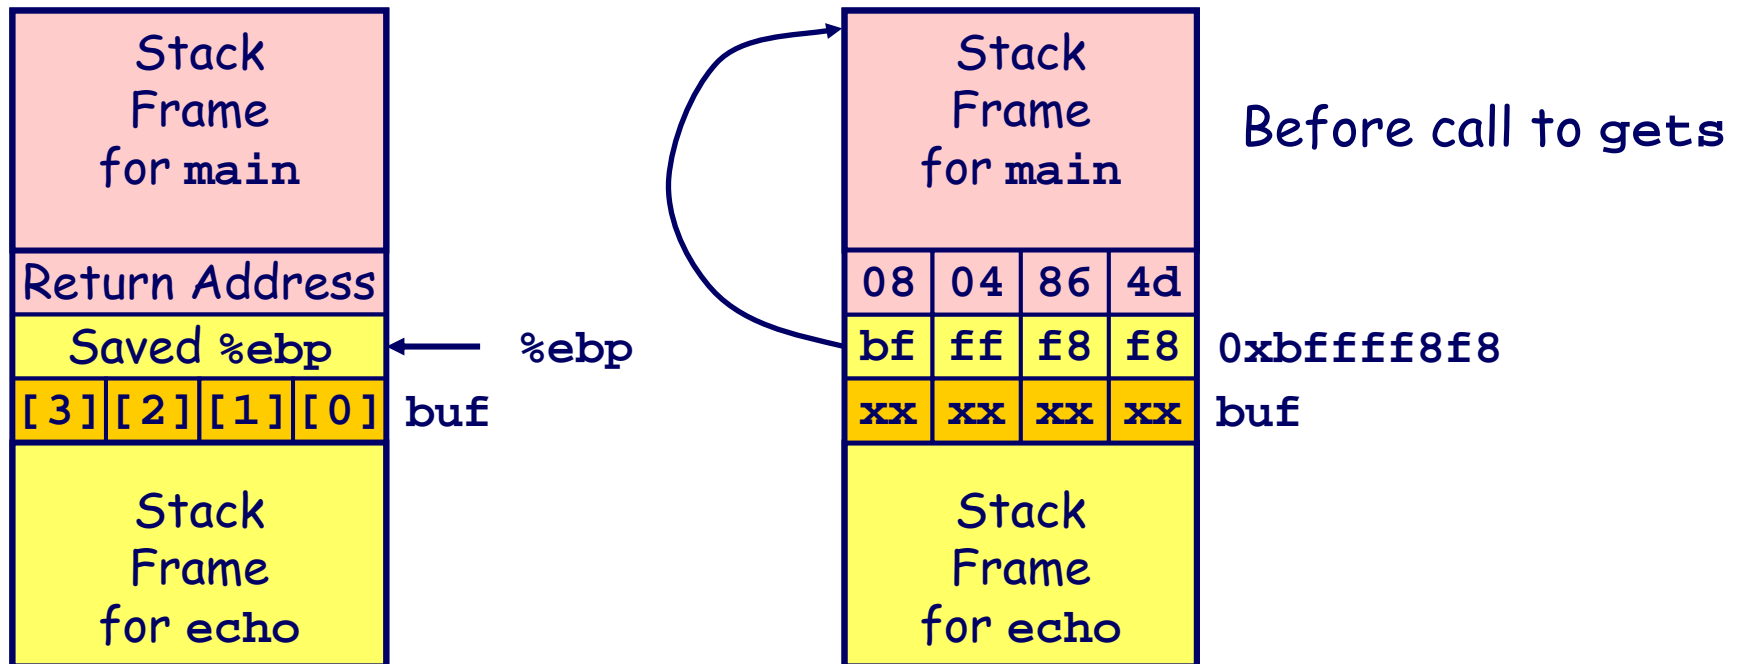 Stack
Frame
for main
Return Address
Saved %ebp
%ebp
[3] [2] [1] [0] buf
Stack
Frame
for echo
Stack
Frame
for main
Before call to gets
08 04 86 4d
bf ff f8 f8 0xbffff8f8
xx xx xx xx buf
Stack
Frame
for echo